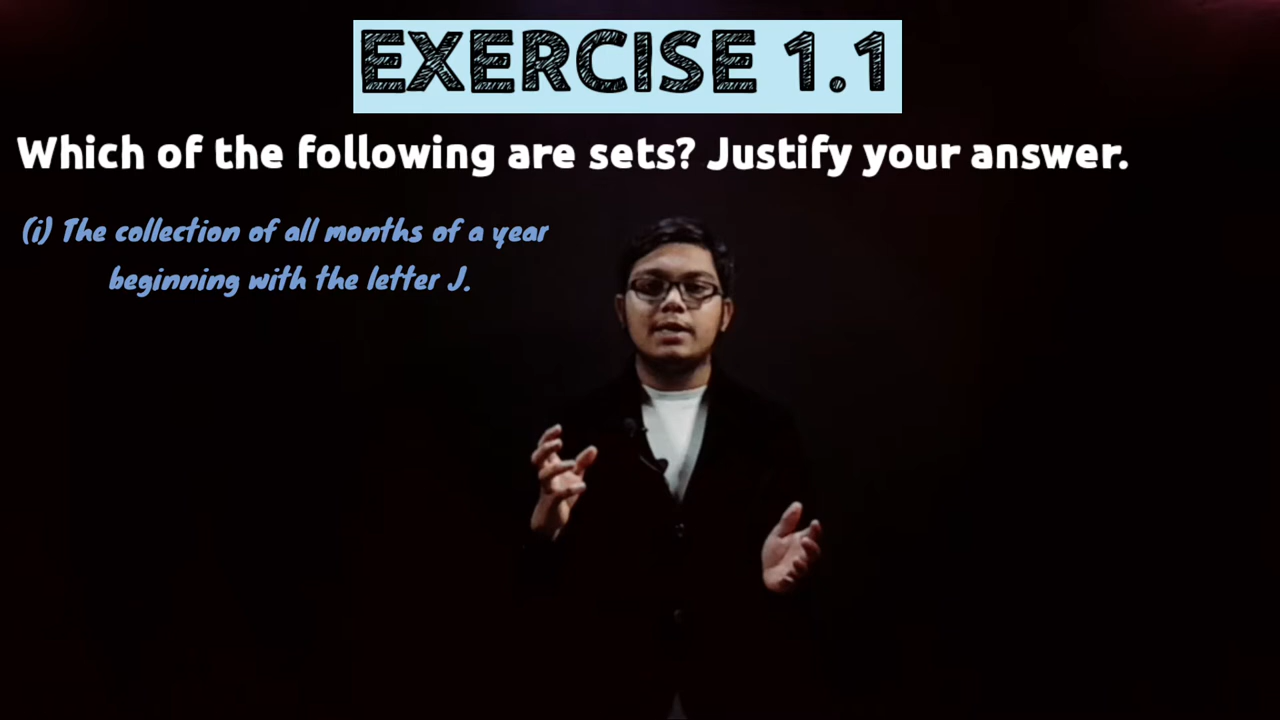 EXERCISE 1.1
Which of the following are sets? Justify your answer.
(i) The collection of all months of a year
beginning with the letter J.